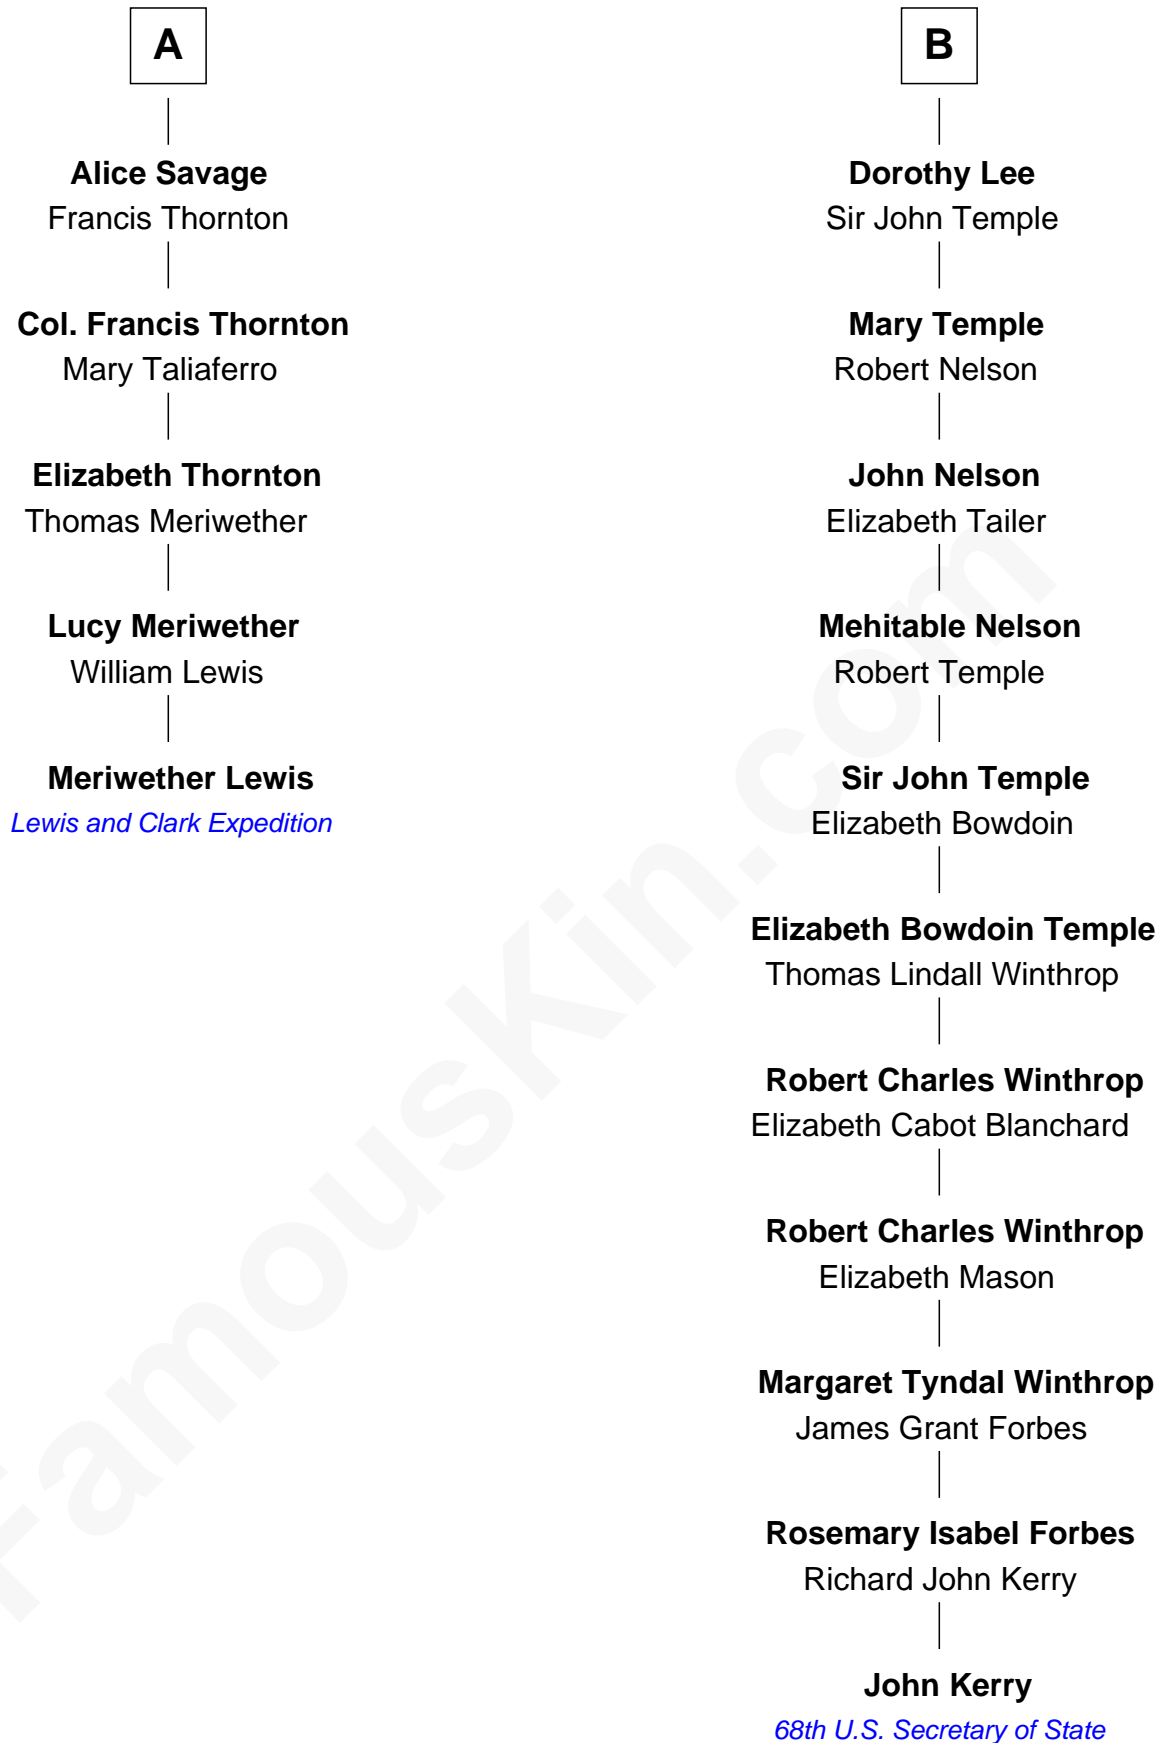 A
Alice Savage
Francis Thornton
Col. Francis Thornton
Mary Taliaferro
Elizabeth Thornton
Thomas Meriwether
Lucy Meriwether
William Lewis
Meriwether Lewis
Lewis and Clark Expedition
B
Dorothy Lee
Sir John Temple
Mary Temple
Robert Nelson
John Nelson
Elizabeth Tailer
Mehitable Nelson
Robert Temple
Sir John Temple
Elizabeth Bowdoin
Elizabeth Bowdoin Temple
Thomas Lindall Winthrop
Robert Charles Winthrop
Elizabeth Cabot Blanchard
Robert Charles Winthrop
Elizabeth Mason
Margaret Tyndal Winthrop
James Grant Forbes
Rosemary Isabel Forbes
Richard John Kerry
John Kerry
68th U.S. Secretary of State
FamousKin.com